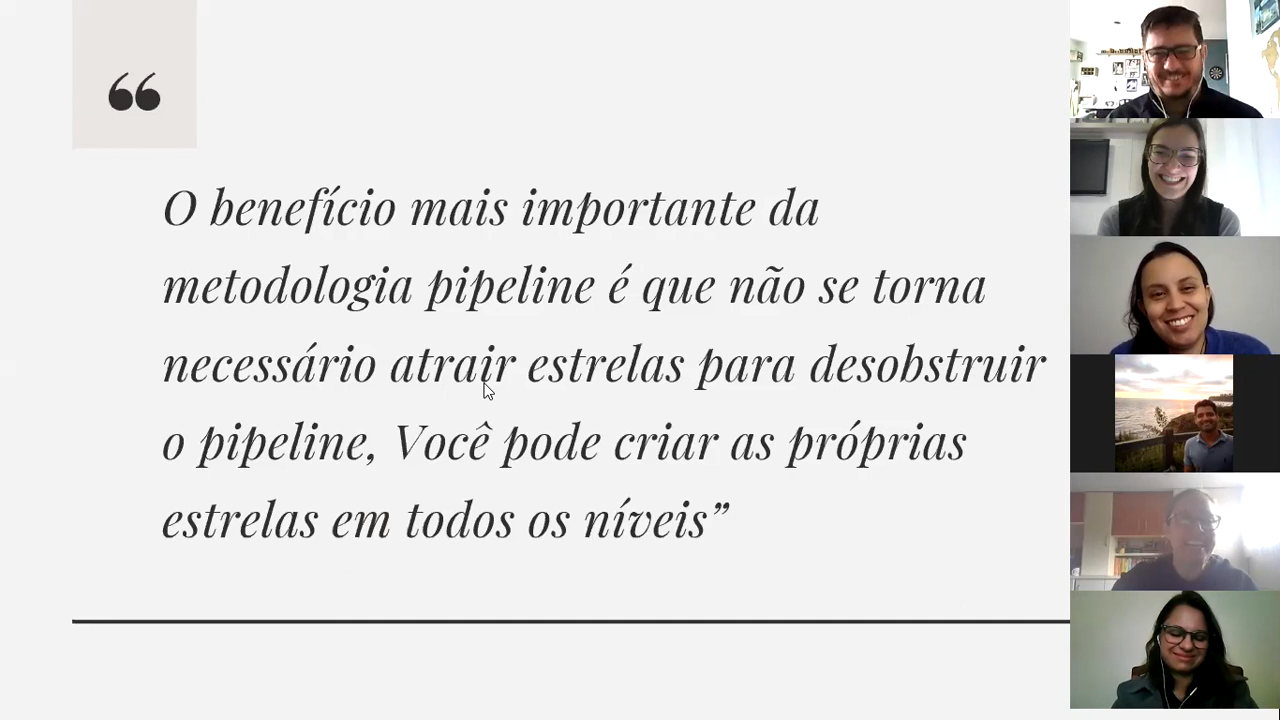 “
O benefício mais importante da
metodologia pipeline é que não se torna
necessário atrair estrelas para desobstruir
o pipeline, Você pode criar as próprias
estrelas em todos os níveis”